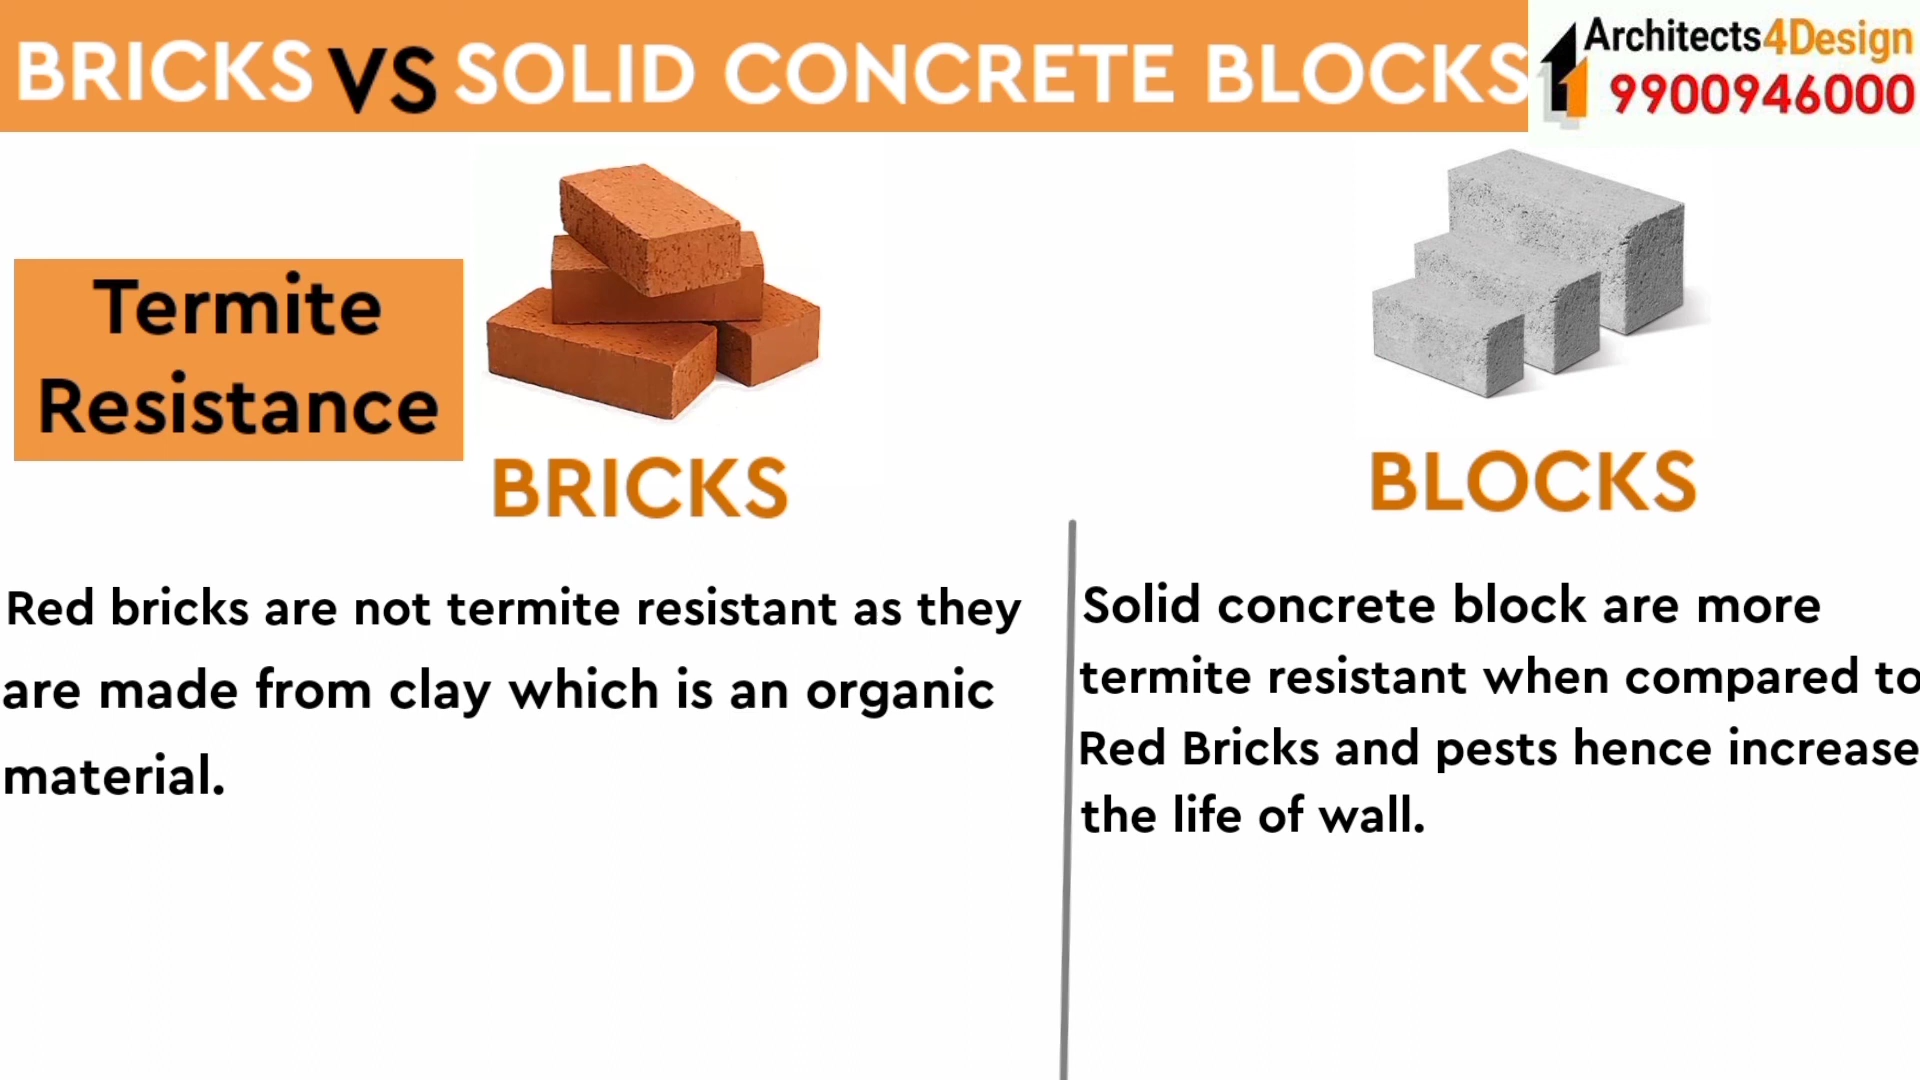 BRICKS VS SOLID CONCRETE BLOCKS
Architects4Design
9900946000
Termite
Resistance
BRICKS
BLOCKS
Red bricks are not termite resistant as they
are made from clay which is an organic
material.
Solid concrete block are more
termite resistant when compared to
Red Bricks and pests hence increase
the life of wall.